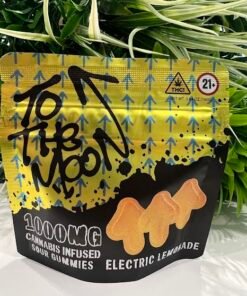 TO
THE
MOON
THC!
21+
1000MG
CANNABIS INFUSED
SOUR GUMMIES
ELECTRIC LEMONADE